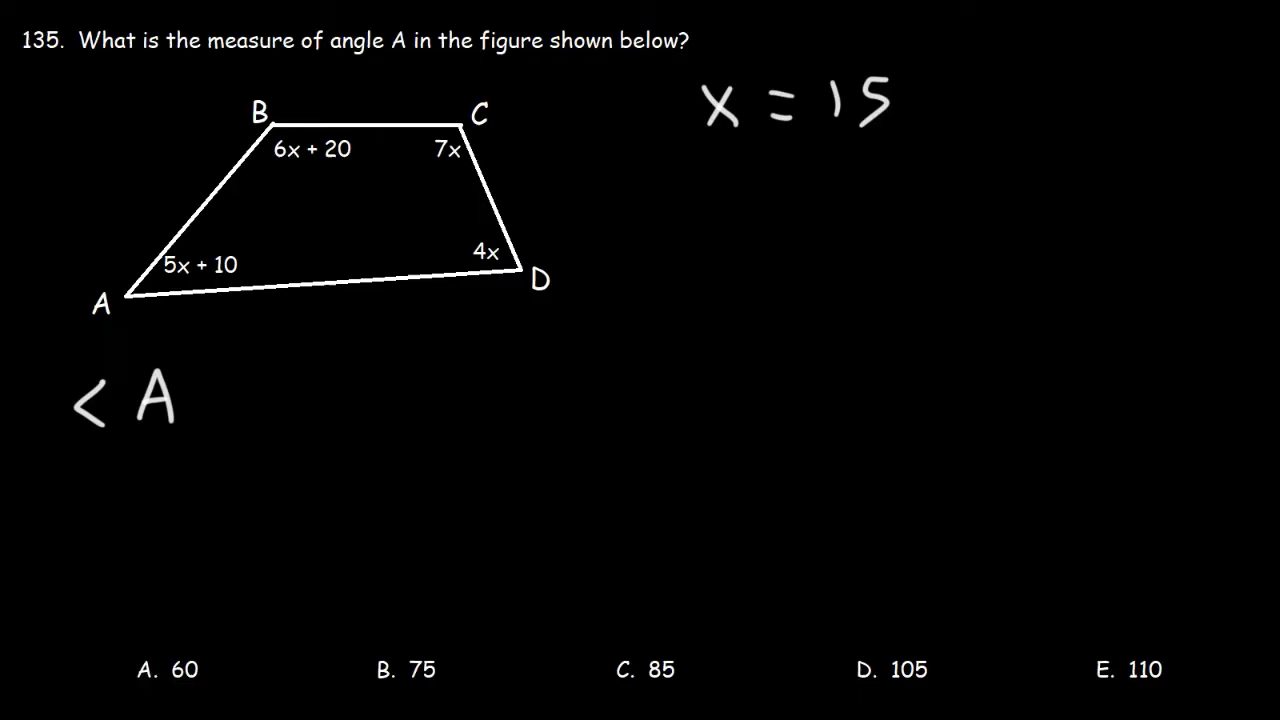 135. What is the measure of angle A in the figure shown below?
x = 15
B
C
6x + 20
7x
4x
5x + 10
D
A
< A
A. 60
B. 75
C. 85
D. 105
E. 110